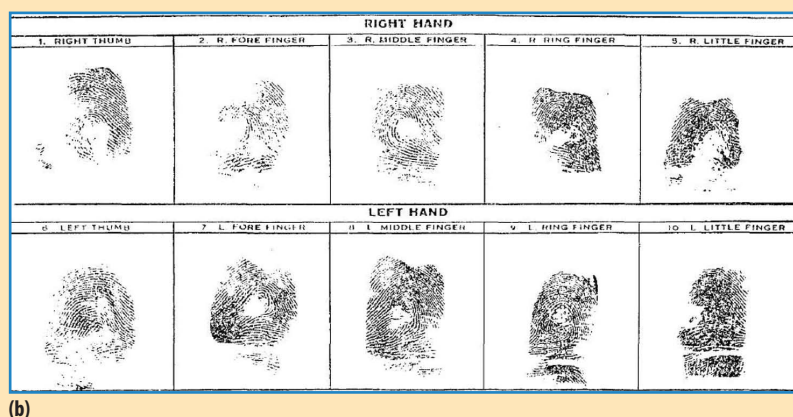 RIGHT HAND
1. RIGHT THUMB 2. R. FORE FINGER 3. R. MIDDLE FINGER 4. R RING FINGER 5. R. LITTLE FINGER
LEFT HAND
6 LEFT THUMB 7 L FORE FINGER 8 L MIDDLE FINGER 9 L. RING FINGER 10 L LITTLE FINGER
(b)